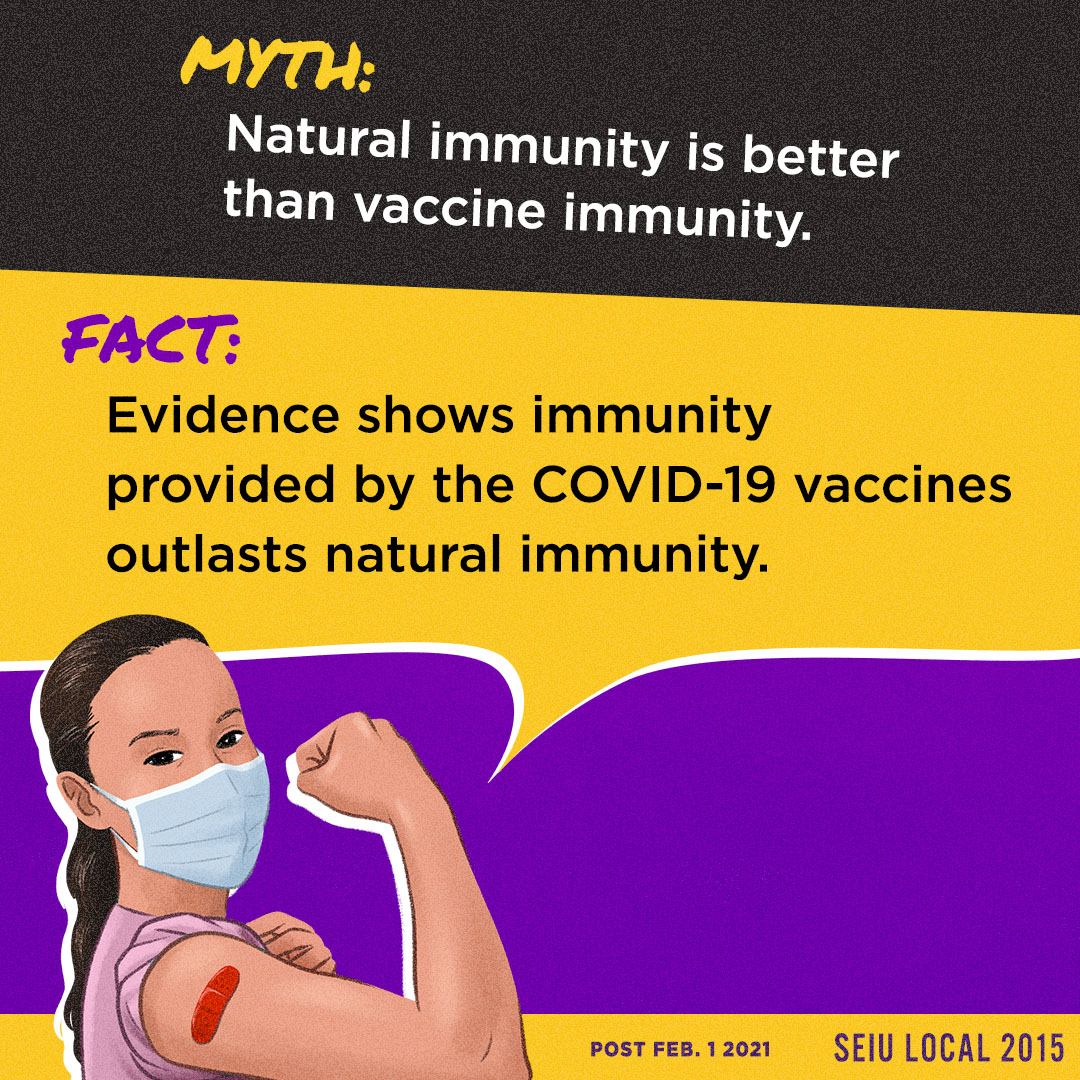 MYTH:
Natural immunity is better
than vaccine immunity.
FACT:
Evidence shows immunity
provided by the COVID-19 vaccines
outlasts natural immunity.
POST FEB. 1 2021
SEIU LOCAL 2015